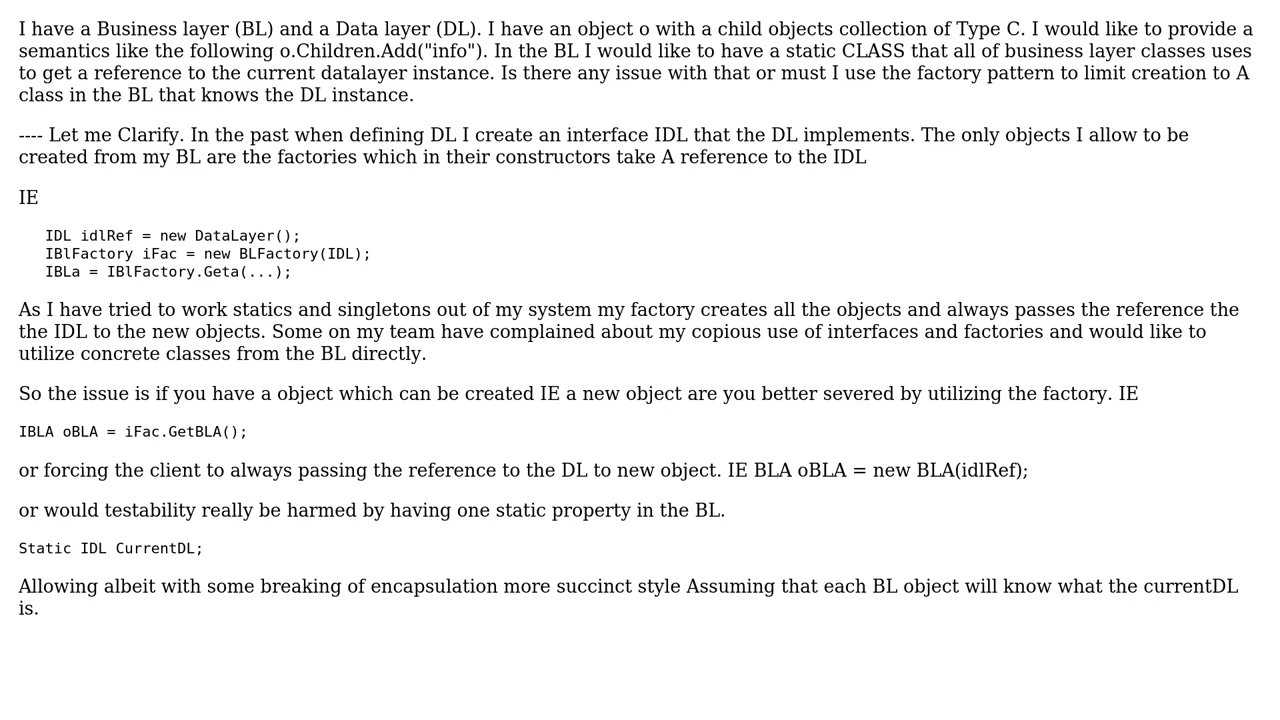 I have a Business layer (BL) and a Data layer (DL). I have an object o with a child objects collection of Type C. I would like to provide a
semantics like the following o.Children.Add("info"). In the BL I would like to have a static CLASS that all of business layer classes uses
to get a reference to the current datalayer instance. Is there any issue with that or must I use the factory pattern to limit creation to A
class in the BL that knows the DL instance.
---- Let me Clarify. In the past when defining DL I create an interface IDL that the DL implements. The only objects I allow to be
created from my BL are the factories which in their constructors take A reference to the IDL
IE
IDL idlRef = new DataLayer();
IBlFactory iFac = new BLFactory(IDL);
IBLa = IBlFactory.Geta(...);
As I have tried to work statics and singletons out of my system my factory creates all the objects and always passes the reference the
the IDL to the new objects. Some on my team have complained about my copious use of interfaces and factories and would like to
utilize concrete classes from the BL directly.
So the issue is if you have a object which can be created IE a new object are you better severed by utilizing the factory. IE
IBLA oBLA = iFac.GetBLA();
or forcing the client to always passing the reference to the DL to new object. IE BLA oBLA = new BLA(idlRef);
or would testability really be harmed by having one static property in the BL.
Static IDL CurrentDL;
Allowing albeit with some breaking of encapsulation more succinct style Assuming that each BL object will know what the currentDL
is.